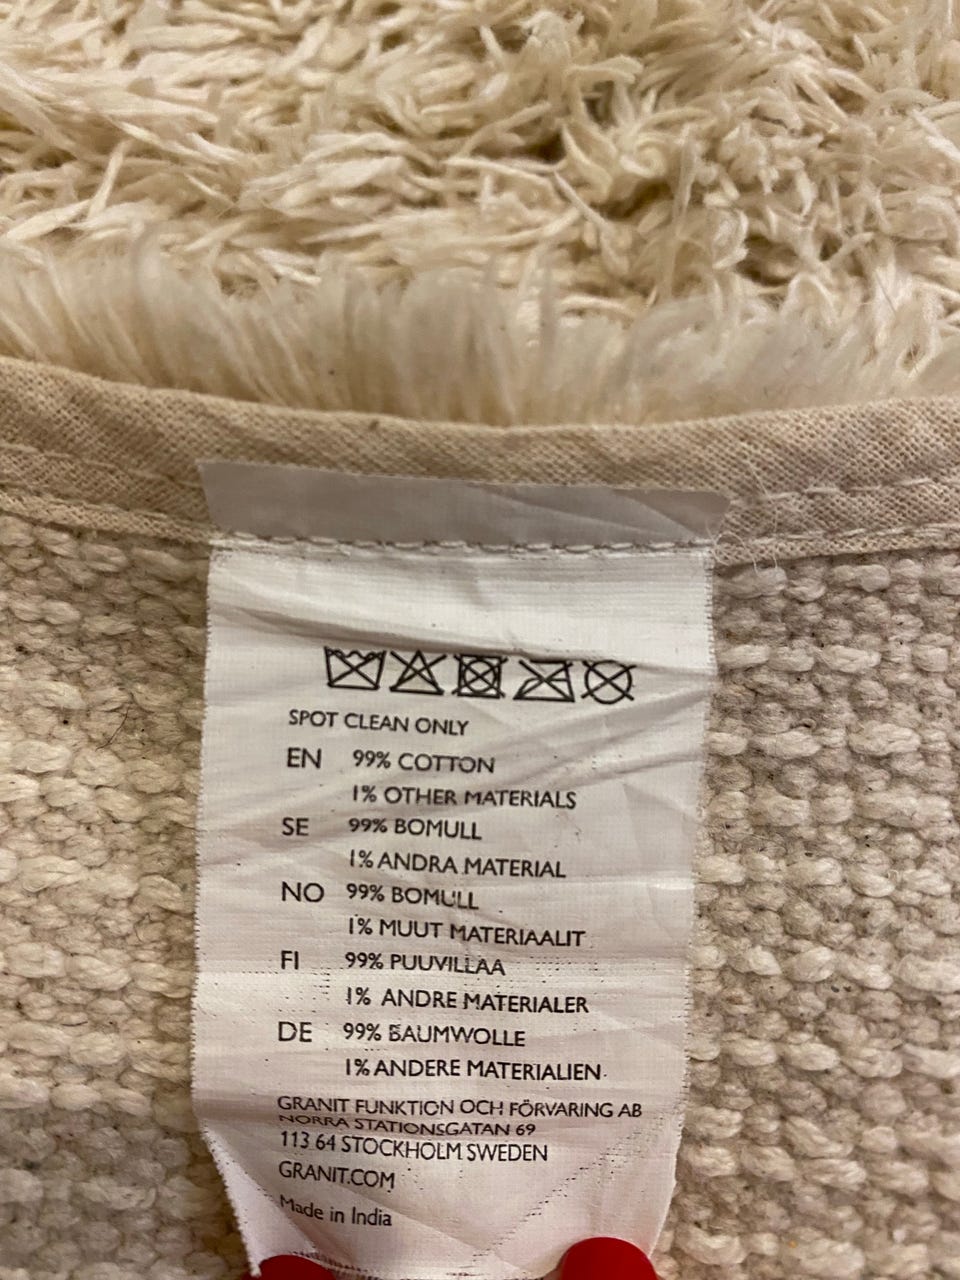 SPOT CLEAN ONLY
EN 99% COTTON
1% OTHER MATERIALS
SE 99% BOMULL
1% ANDRA MATERIAL
NO 99% BOMULL
1% MUUT MATERIAALIT
FI 99% PUUVILLAA
1% ANDRE MATERIALER
DE 99% BAUMWOLLE
1% ANDERE MATERIALIEN
GRANIT FUNKTION OCH FÖRVARING AB
NORRA STATIONSGATAN 69
113 64 STOCKHOLM SWEDEN
GRANIT.COM
Made in India